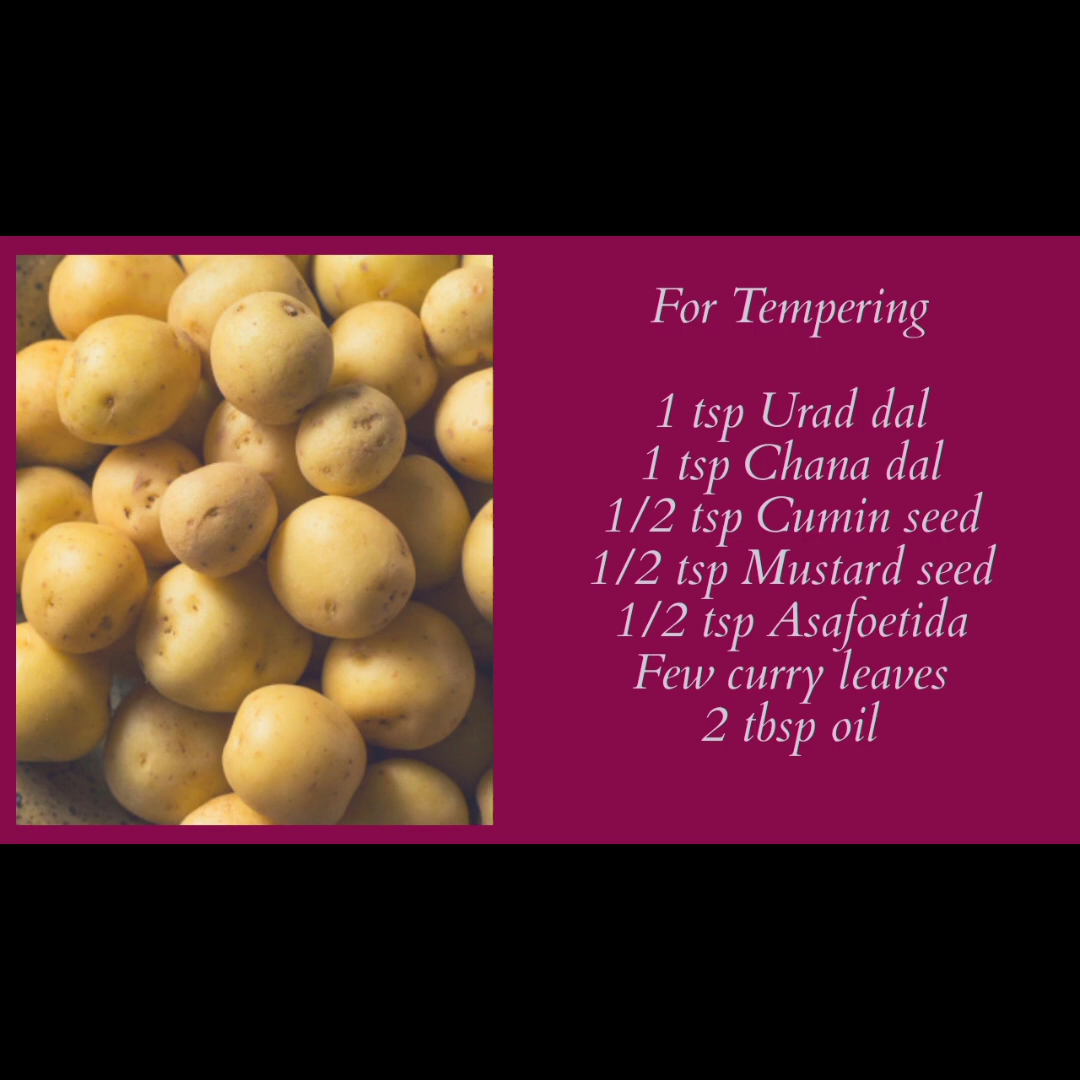 For Tempering
1 tsp Urad dal
1 tsp Chana dal
1/2 tsp Cumin seed
1/2 tsp Mustard seed
1/2 tsp Asafoetida
Few curry leaves
2 tbsp oil